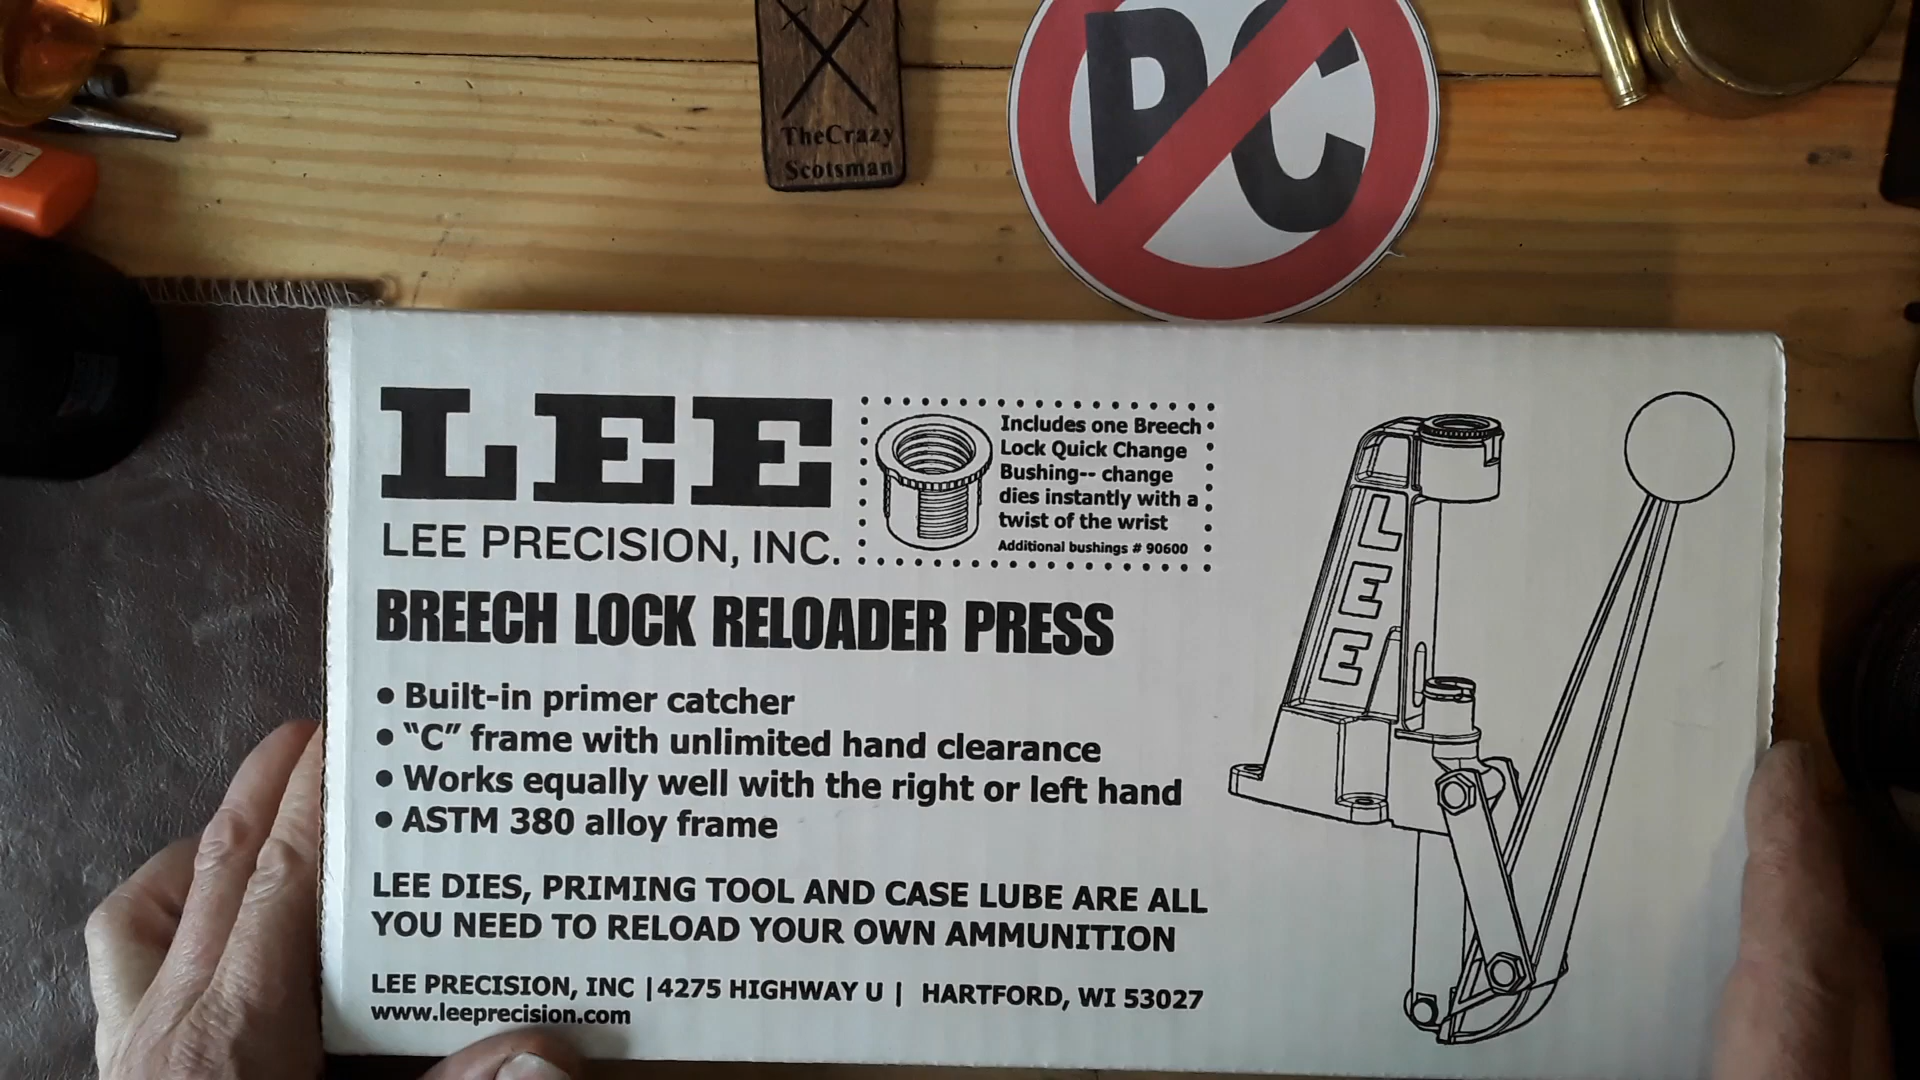 TheCrazy
Scotsman
PC
LEE
LEE PRECISION, INC.
Includes one Breech
Lock Quick Change
Bushing-- change
dies instantly with a
twist of the wrist
Additional bushings # 90600
BREECH LOCK RELOADER PRESS
• Built-in primer catcher
• “C” frame with unlimited hand clearance
• Works equally well with the right or left hand
• ASTM 380 alloy frame
LEE DIES, PRIMING TOOL AND CASE LUBE ARE ALL
YOU NEED TO RELOAD YOUR OWN AMMUNITION
LEE PRECISION, INC | 4275 HIGHWAY U | HARTFORD, WI 53027
www.leeprecision.com
LEE